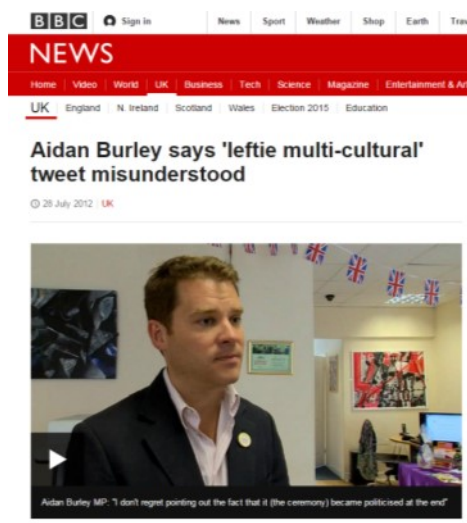 BBC Sign in News Sport Weather Shop Earth Trav
NEWS
Home Video World UK Business Tech Science Magazine Entertainment & Art
UK England N. Ireland Scotland Wales Election 2015 Education
Aidan Burley says 'leftie multi-cultural'
tweet misunderstood
28 July 2012 UK
Aidan Burley MP: "I don't regret pointing out the fact that it (the ceremony) became politicised at the end"